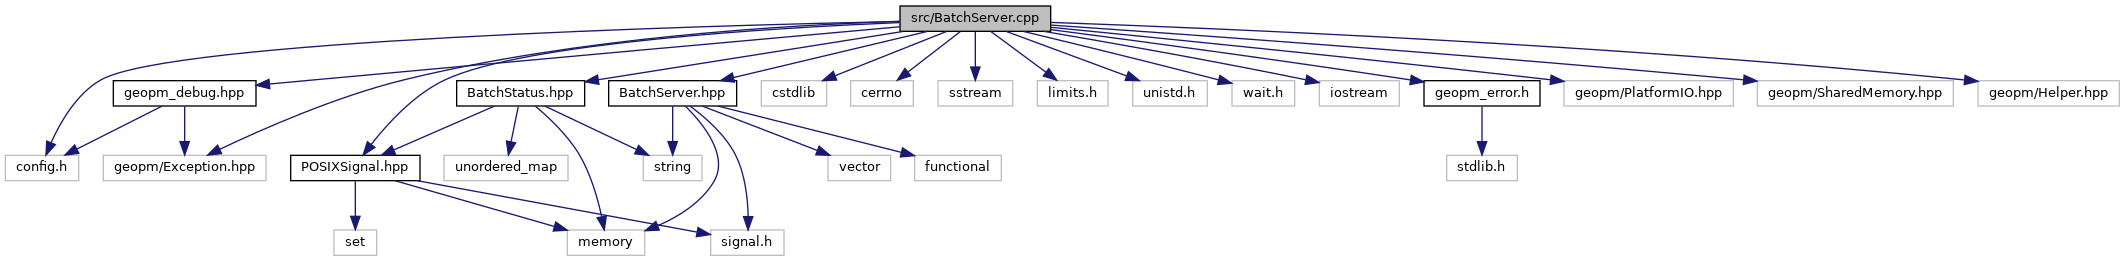 src/BatchServer.cpp
geopm_debug.hpp
BatchStatus.hpp
BatchServer.hpp
cstdlib
cerrno
sstream
limits.h
unistd.h
wait.h
iostream
geopm_error.h
geopm/PlatformIO.hpp
geopm/SharedMemory.hpp
geopm/Helper.hpp
config.h
geopm/Exception.hpp
POSIXSignal.hpp
unordered_map
string
vector
functional
stdlib.h
set
memory
signal.h